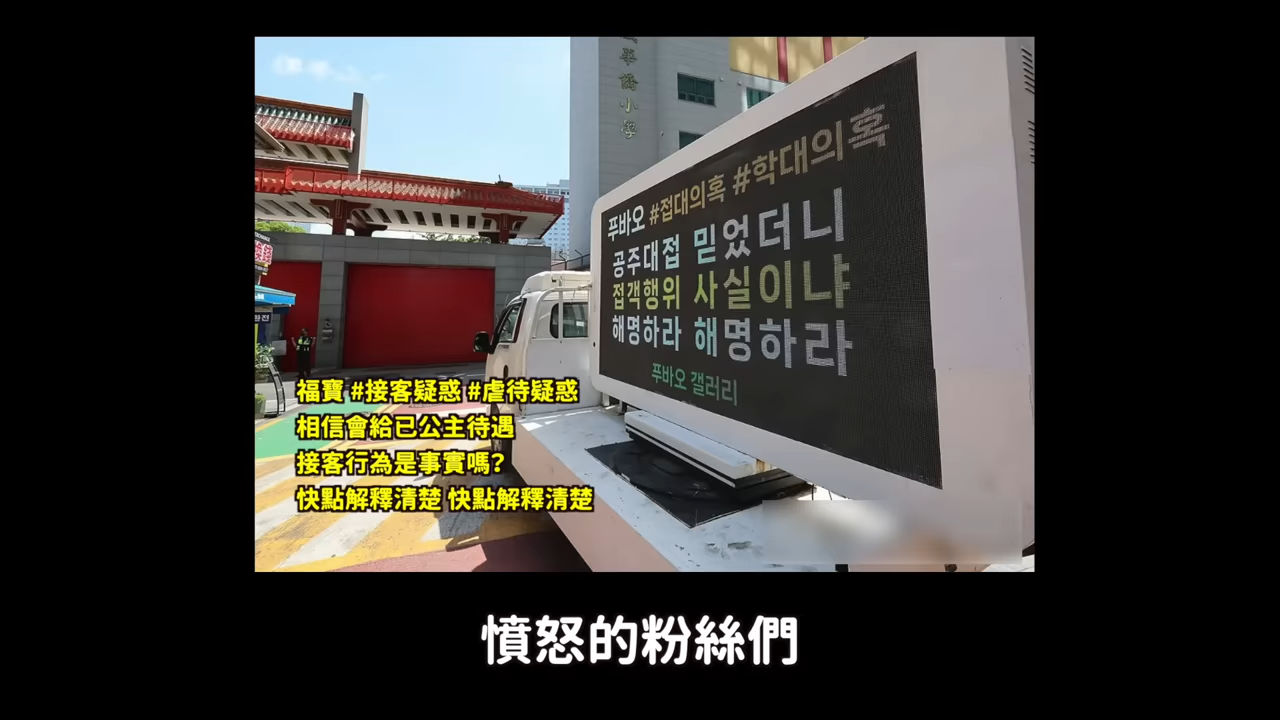 華僑小學
푸바오 #접대의혹 #학대의혹
공주대접 믿었더니
접객행위 사실이냐
해명하라 해명하라
푸바오 갤러리
福寶 #接客疑惑 #虐待疑惑
相信會給已公主待遇
接客行為是事實嗎?
快點解釋清楚 快點解釋清楚
憤怒的粉絲們